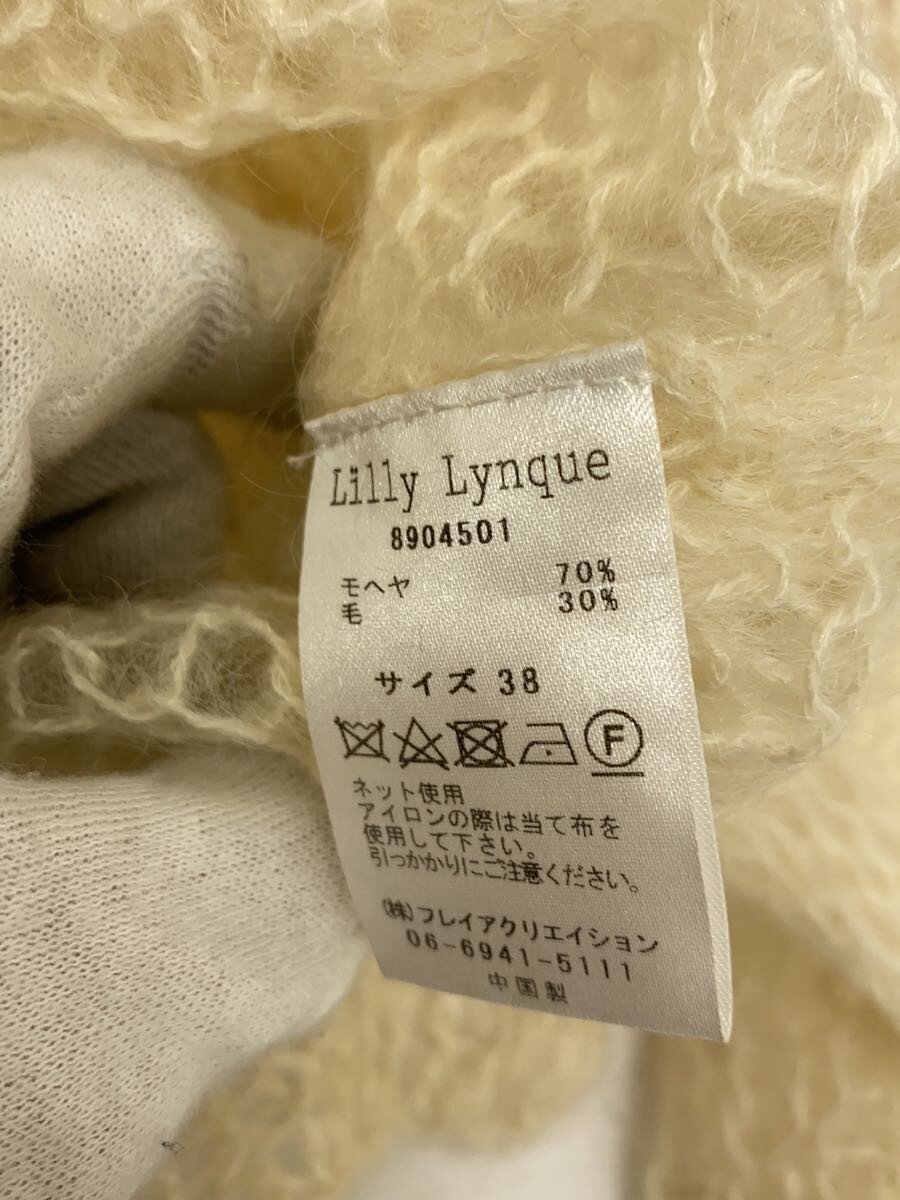 Lilly Lynque
8904501
モヘヤ 70%
毛 30%
サイズ 38
F
ネット使用
アイロンの際は当て布を
使用して下さい。
引っかかりにご注意ください。
(株)フレイアクリエイション
06-6941-5111
中国製